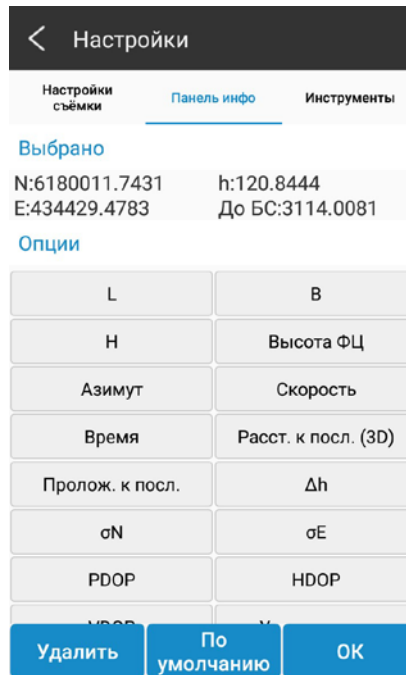 Настройки
Настройки
съёмки
Панель инфо
Инструменты
Выбрано
N:6180011.7431 h:120.8444
E:434429.4783 До БС:3114.0081
Опции
L B
H Высота ФЦ
Азимут Скорость
Время Расст. к посл. (3D)
Пролож. к посл. Δh
σN σE
PDOP HDOP
Удалить
По
умолчанию
ОК